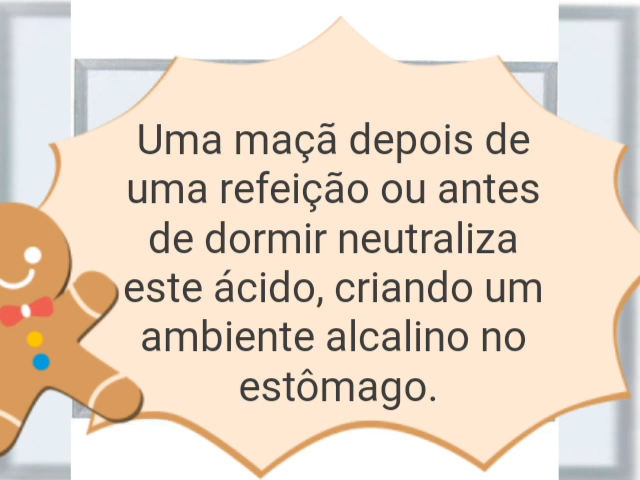 Uma maçã depois de
uma refeição ou antes
de dormir neutraliza
este ácido, criando um
ambiente alcalino no
estômago.